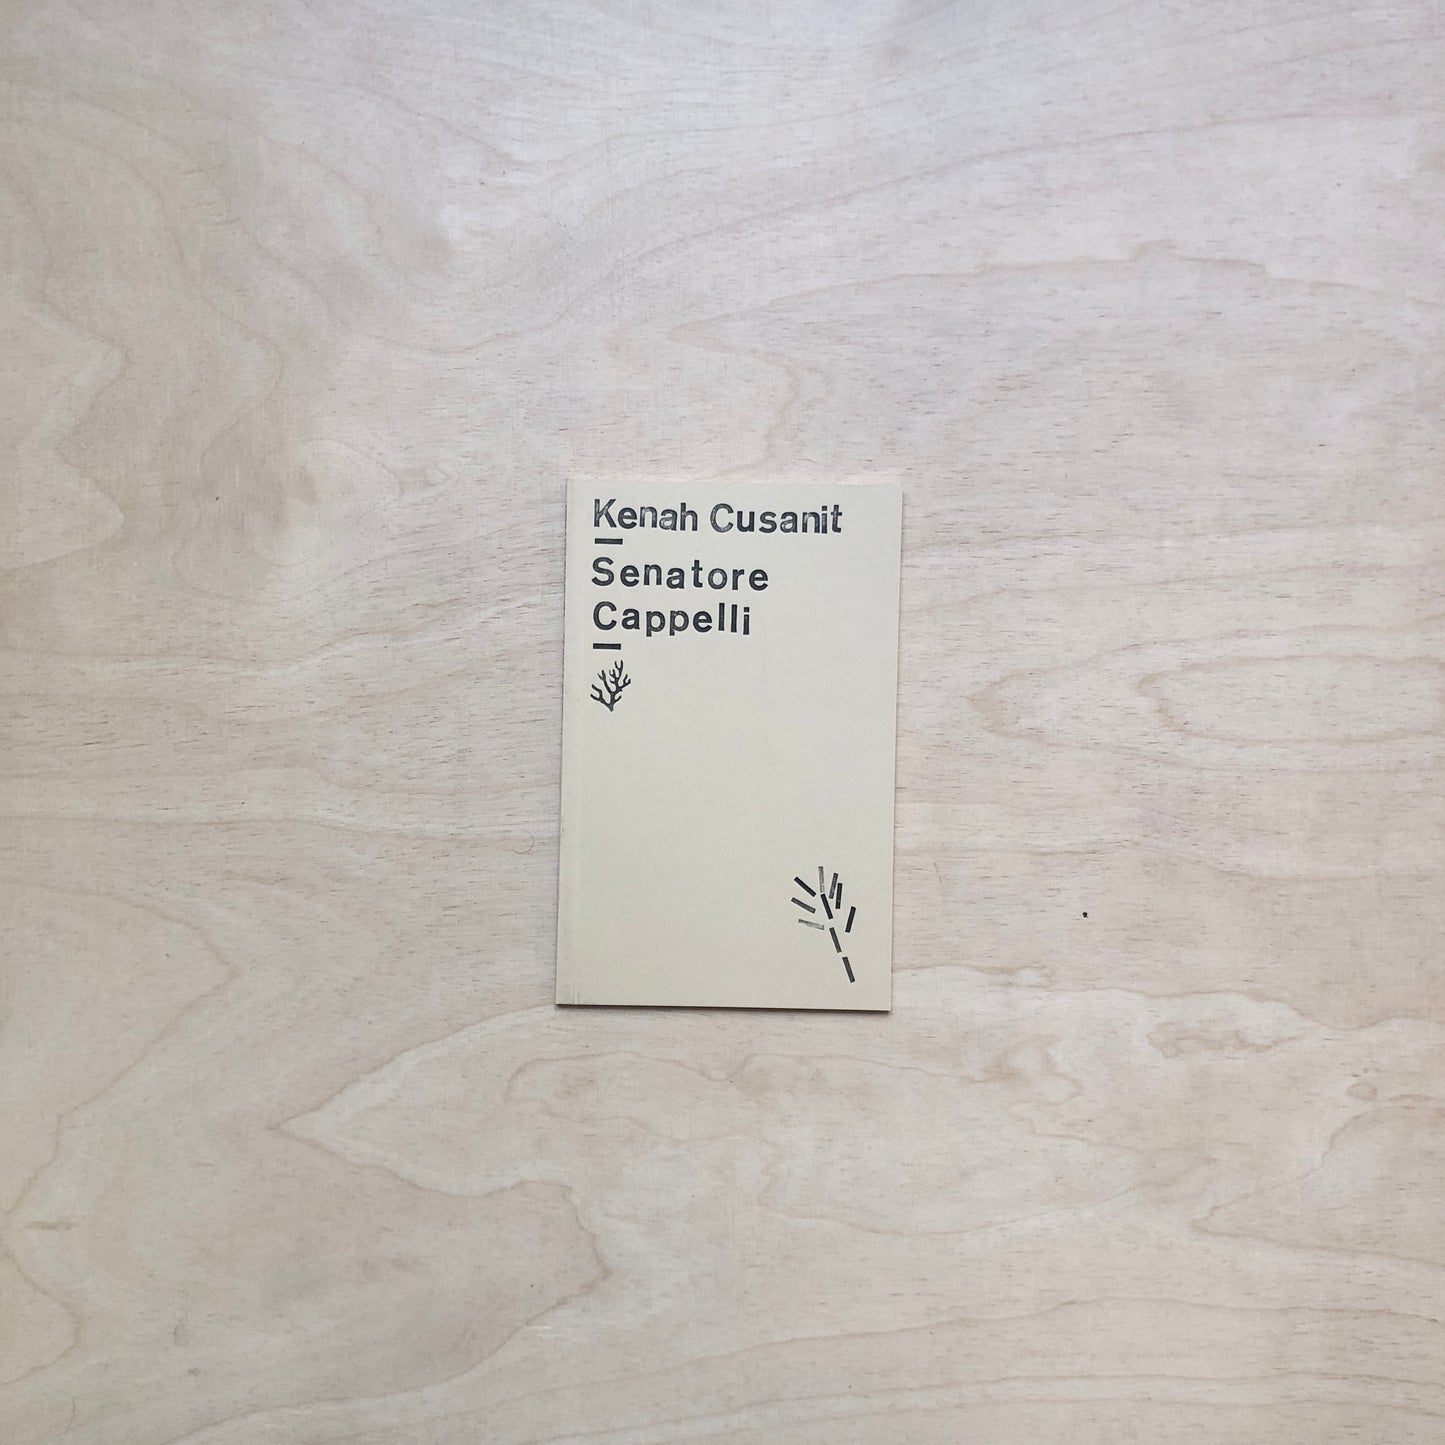 Kenah Cusanit
Senatore
Cappelli